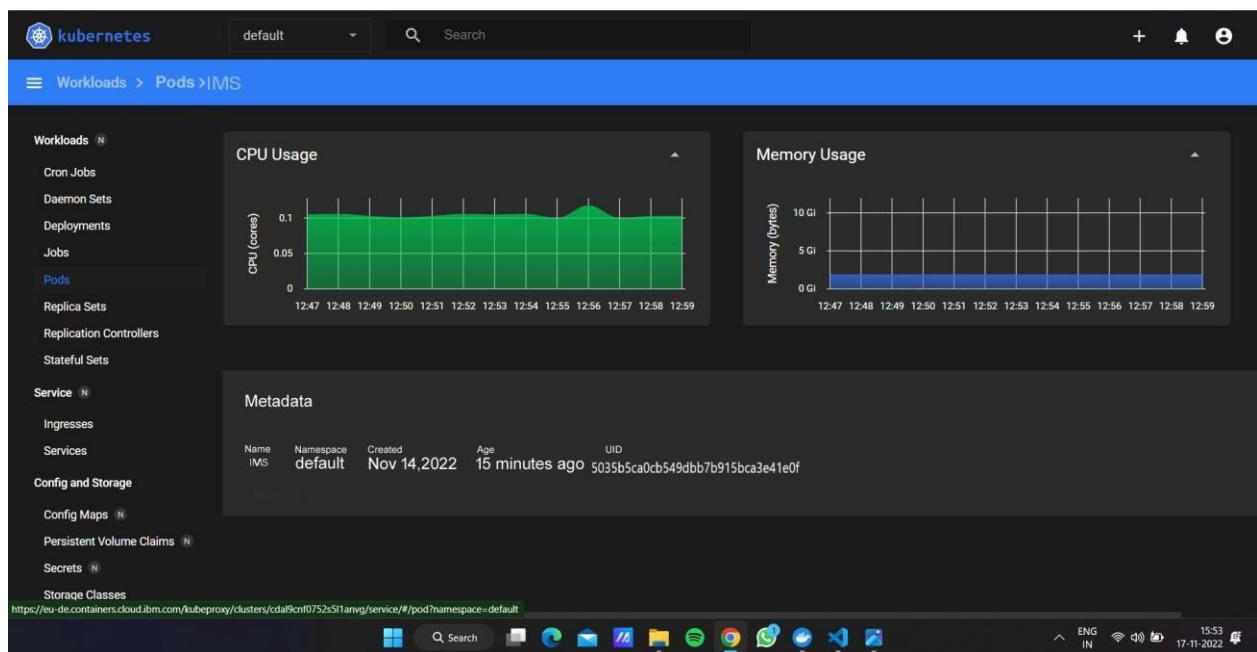 kubernetes
default
Search
Workloads > Pods >IMS
Workloads N
Cron Jobs
Daemon Sets
Deployments
Jobs
Pods
Replica Sets
Replication Controllers
Stateful Sets
Service N
Ingresses
Services
Config and Storage
Config Maps N
Persistent Volume Claims N
Secrets N
Storage Classes
CPU Usage
CPU (cores)
0.1
0.05
0
12:47 12:48 12:49 12:50 12:51 12:52 12:53 12:54 12:55 12:56 12:57 12:58 12:59
Memory Usage
Memory (bytes)
10 Gi
5 Gi
0 Gi
12:47 12:48 12:49 12:50 12:51 12:52 12:53 12:54 12:55 12:56 12:57 12:58 12:59
Metadata
Name Namespace Created Age UID
IMS default Nov 14,2022 15 minutes ago 5035b5ca0cb549dbb7b915bca3e41e0f
https://eu-de.containers.cloud.ibm.com/kubeproxy/clusters/cdal9cnf0752s5l1anvg/service/#/pod?namespace=default
Search
1
ENG
IN
15:53
17-11-2022